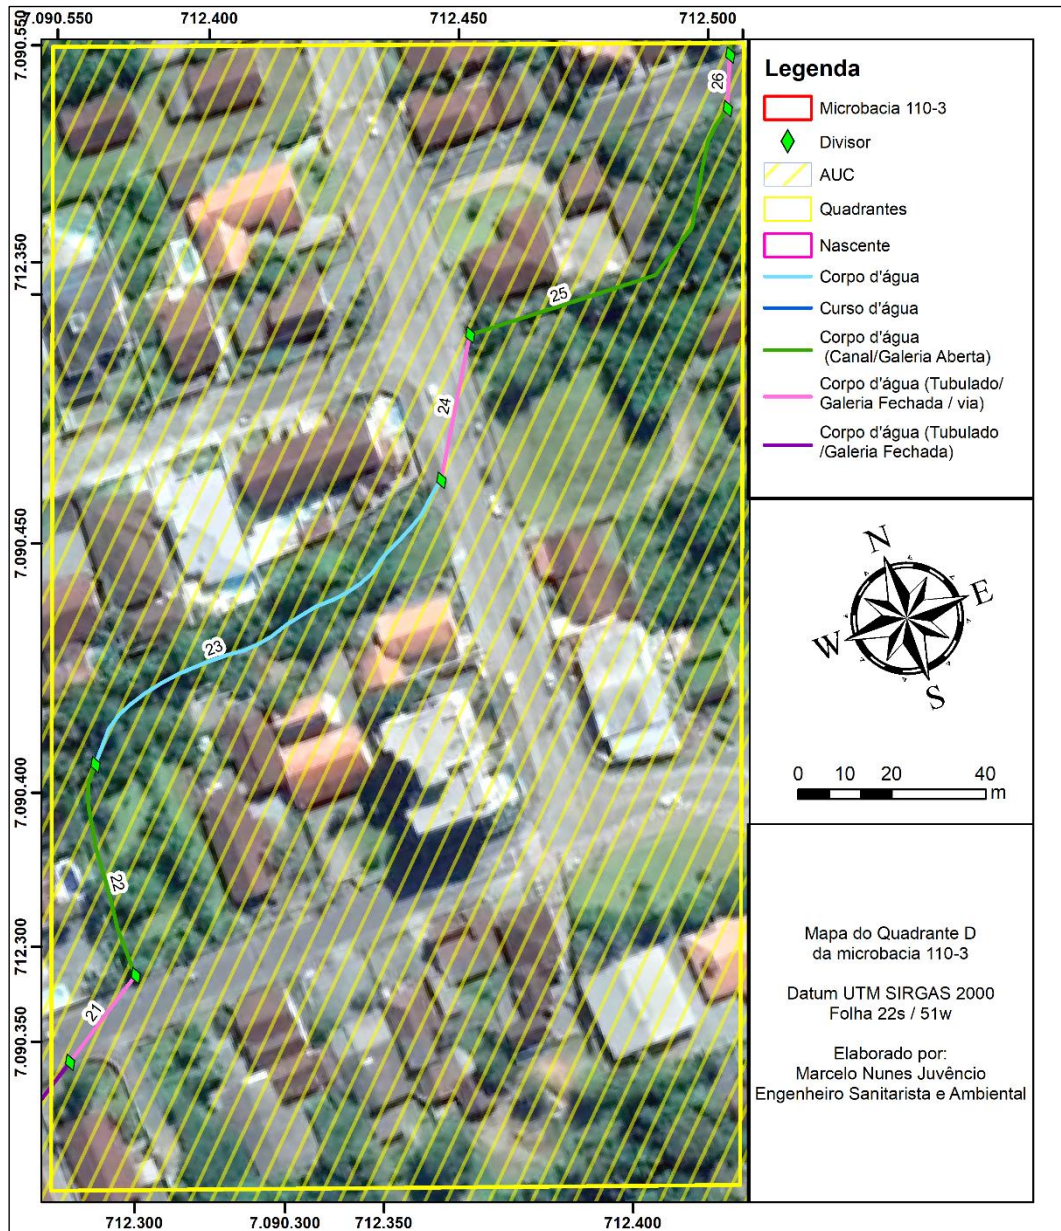 7.090.550
712.400
712.450
712.500
7.090.550
712.350
7.090.450
7.090.400
712.300
7.090.350
26
25
24
23
22
21
712.300
7.090.300
712.350
712.400
Legenda
Microbacia 110-3
Divisor
AUC
Quadrantes
Nascente
Corpo d'água
Curso d'água
Corpo d'água
(Canal/Galeria Aberta)
Corpo d'água (Tubulado/
Galeria Fechada / via)
Corpo d'água (Tubulado
/Galeria Fechada)
N
E
W
S
0 10 20 40
m
Mapa do Quadrante D
da microbacia 110-3
Datum UTM SIRGAS 2000
Folha 22s / 51w
Elaborado por:
Marcelo Nunes Juvêncio
Engenheiro Sanitarista e Ambiental